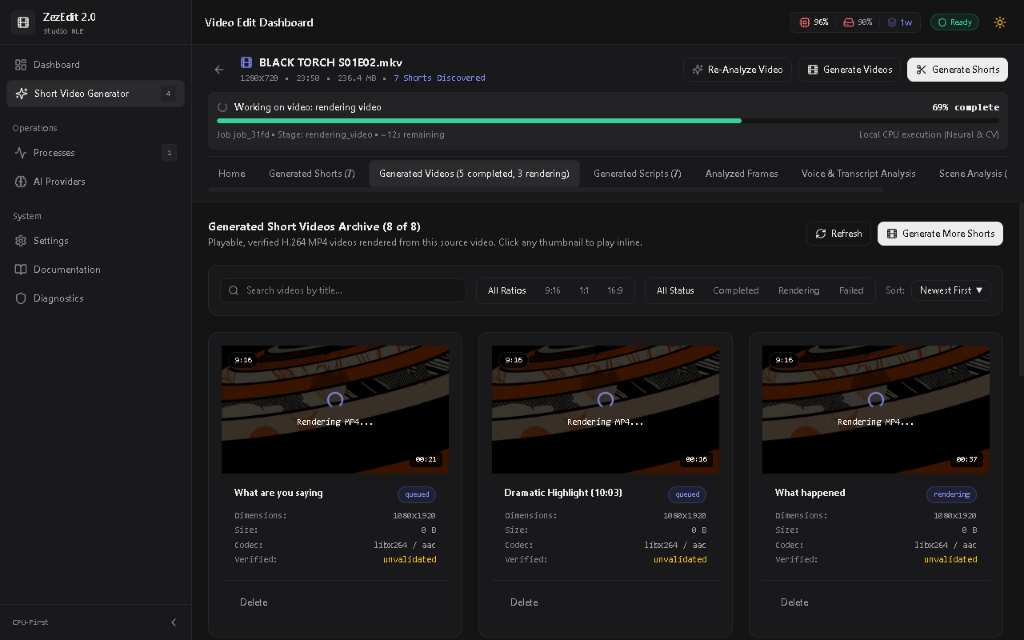 ZezEdit 2.0
Studio NLE
Dashboard
Short Video Generator 4
Operations
Processes 1
AI Providers
System
Settings
Documentation
Diagnostics
CPU-First
Video Edit Dashboard
96% 90% 1w Ready
BLACK TORCH S01E02.mkv
1280x720 • 23:50 • 236.4 MB • 7 Shorts Discovered
Re-Analyze Video
Generate Videos
Generate Shorts
Working on video: rendering video 69% complete
Job job_31fd • Stage: rendering_video • ~12s remaining Local CPU execution (Neural & CV)
Home Generated Shorts (7) Generated Videos (5 completed, 3 rendering) Generated Scripts (7) Analyzed Frames Voice & Transcript Analysis Scene Analysis (
Generated Short Videos Archive (8 of 8)
Playable, verified H.264 MP4 videos rendered from this source video. Click any thumbnail to play inline.
Refresh
Generate More Shorts
Search videos by title...
All Ratios 9:16 1:1 16:9
All Status Completed Rendering Failed
Sort: Newest First ▼
9:16
Rendering MP4...
00:21
What are you saying queued
Dimensions: 1080x1920
Size: 0 B
Codec: libx264 / aac
Verified: unvalidated
Delete
9:16
Rendering MP4...
00:16
Dramatic Highlight (10:03) queued
Dimensions: 1080x1920
Size: 0 B
Codec: libx264 / aac
Verified: unvalidated
Delete
9:16
Rendering MP4...
00:37
What happened rendering
Dimensions: 1080x1920
Size: 0 B
Codec: libx264 / aac
Verified: unvalidated
Delete